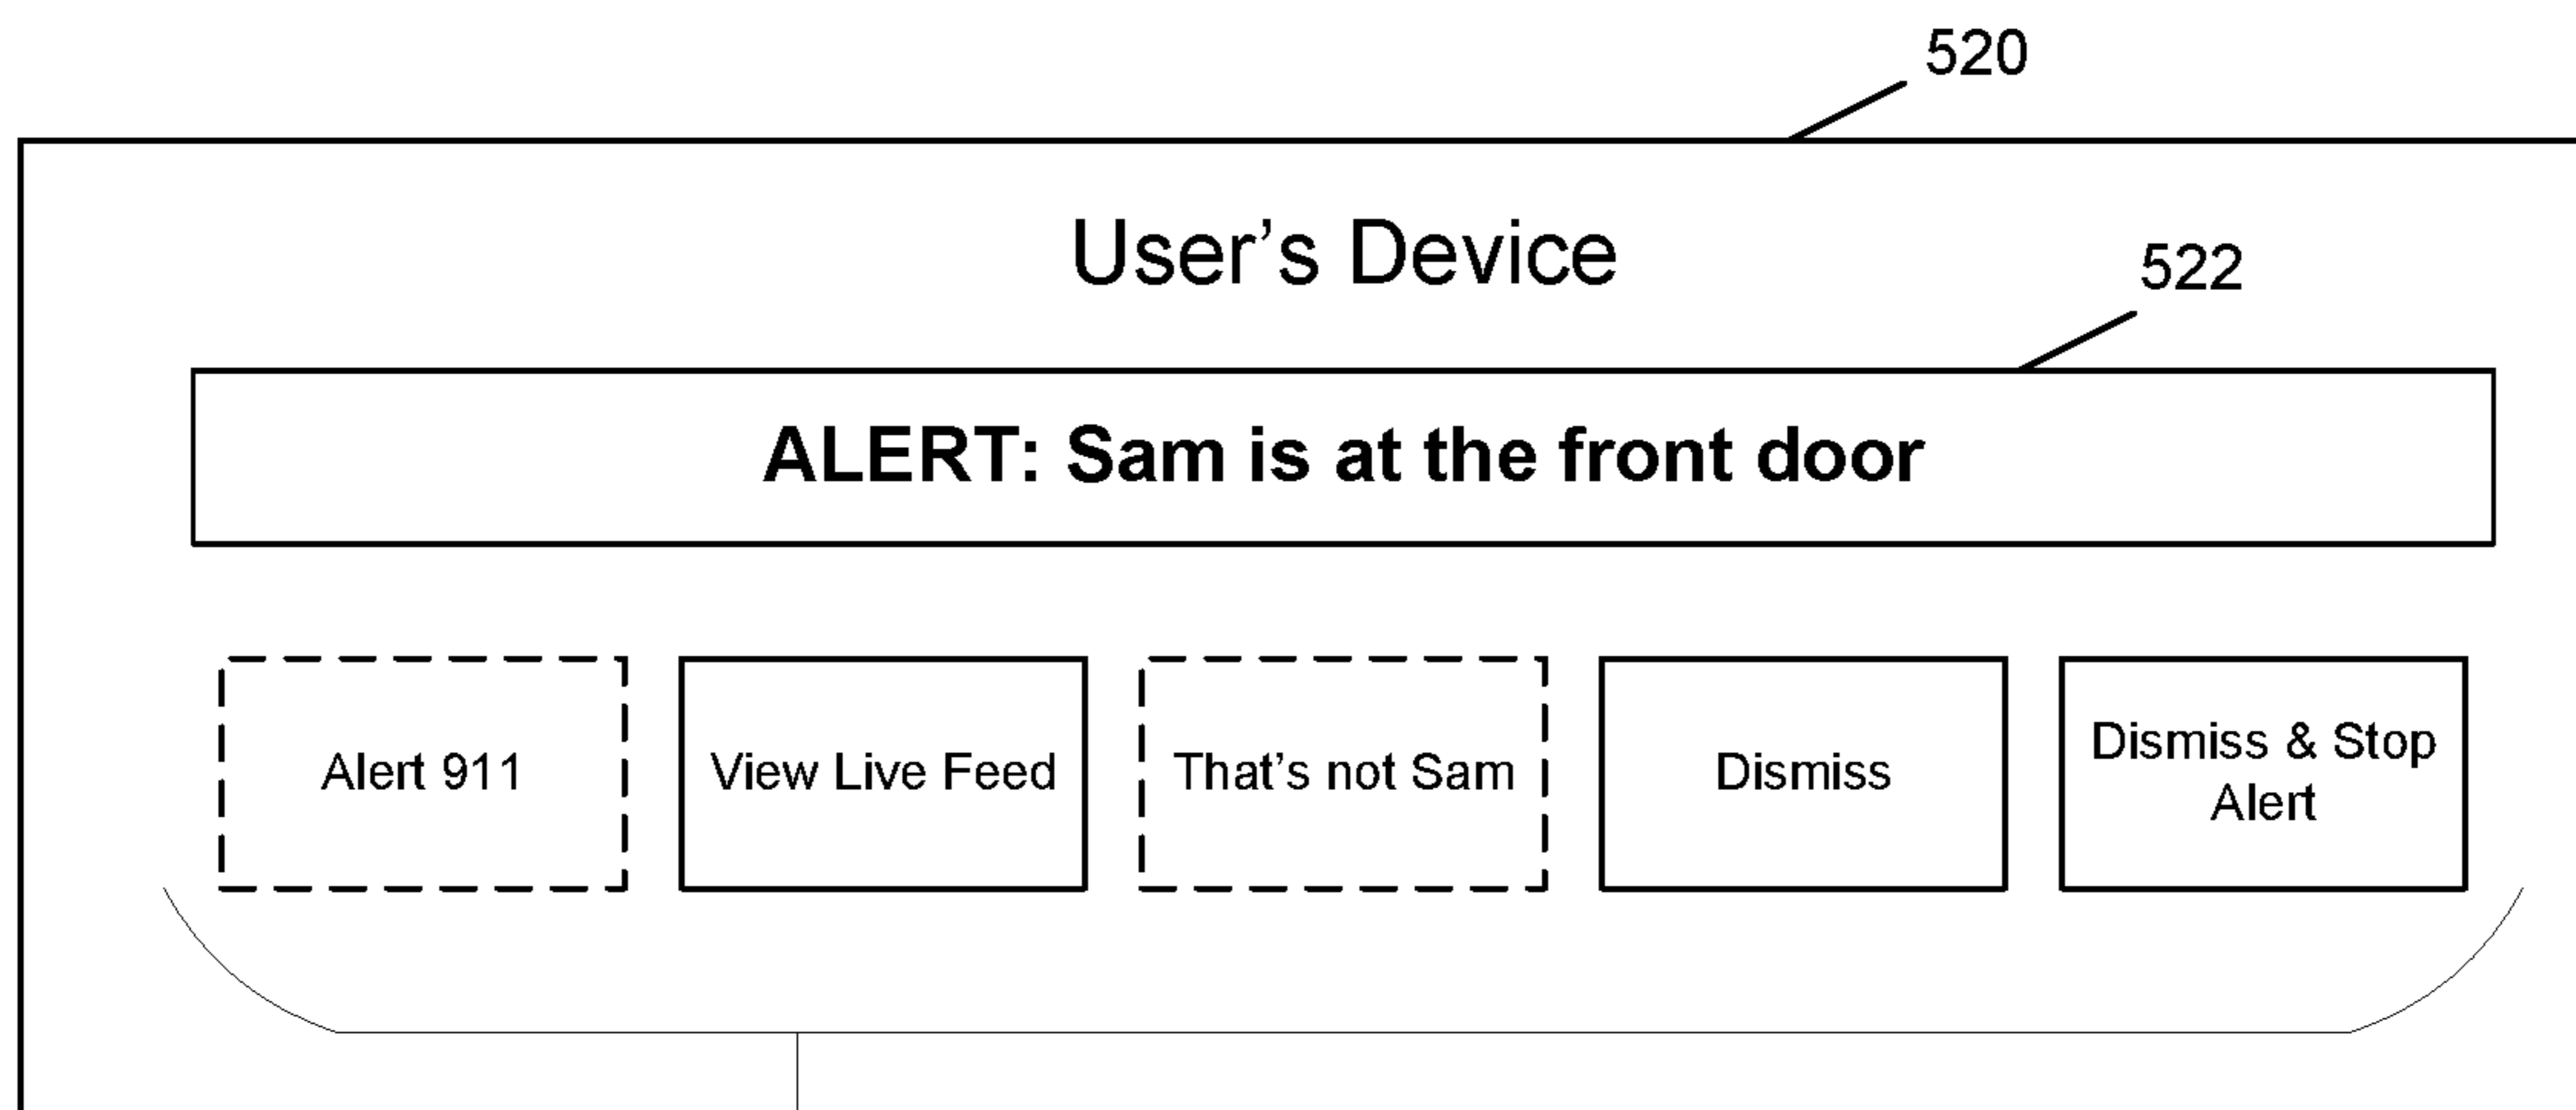 520
User’s Device
522
ALERT: Sam is at the front door
Alert 911
View Live Feed
That’s not Sam
Dismiss
Dismiss & Stop
Alert